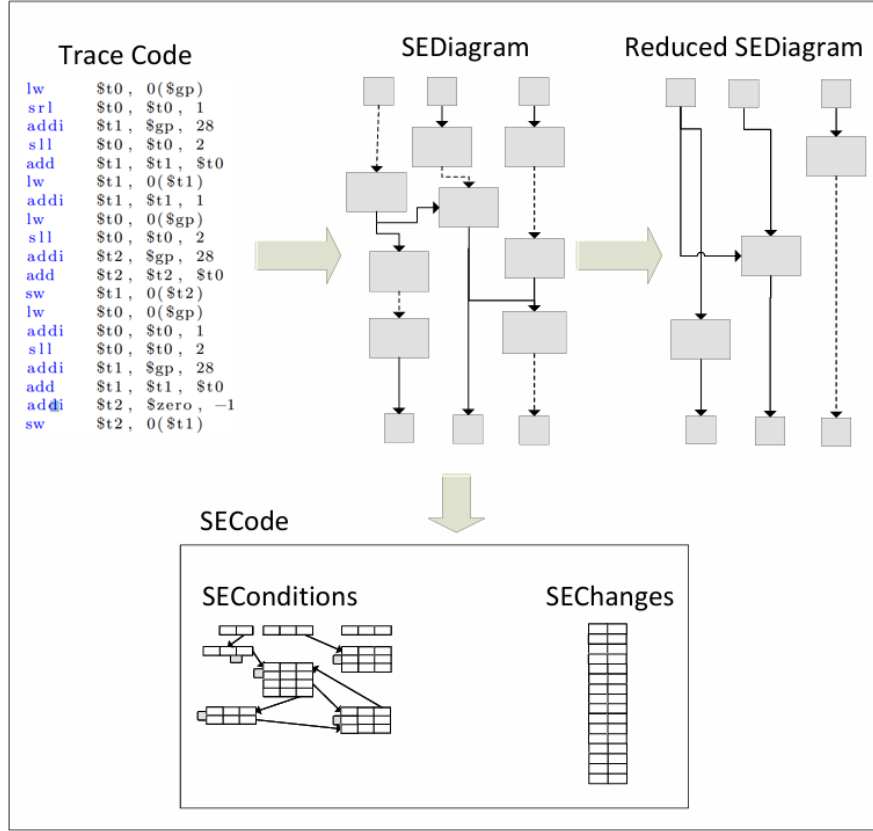 Trace Code
SEDiagram
Reduced SEDiagram
lw $t0, 0($gp)
srl $t0, $t0, 1
addi $t1, $gp, 28
sll $t0, $t0, 2
add $t1, $t1, $t0
lw $t1, 0($t1)
addi $t1, $t1, 1
lw $t0, 0($gp)
sll $t0, $t0, 2
addi $t2, $gp, 28
add $t2, $t2, $t0
sw $t1, 0($t2)
lw $t0, 0($gp)
addi $t0, $t0, 1
sll $t0, $t0, 2
addi $t1, $gp, 28
add $t1, $t1, $t0
addi $t2, $zero, −1
sw $t2, 0($t1)
SECode
SEConditions
SEChanges